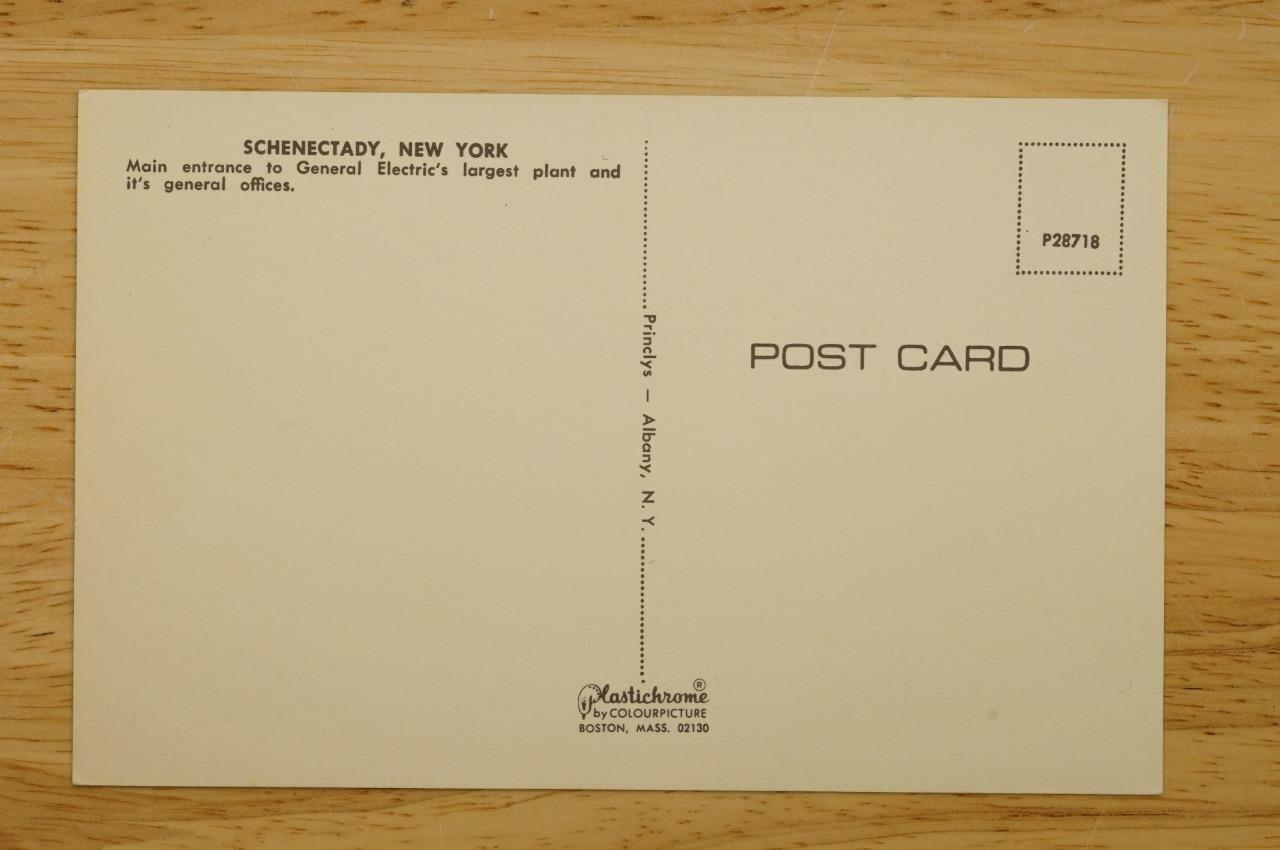 SCHENECTADY, NEW YORK
Main entrance to General Electric's largest plant and
it's general offices.
P28718
POST CARD
Princlys — Albany, N. Y.
Plastichrome ®
by COLOURPICTURE
BOSTON, MASS. 02130